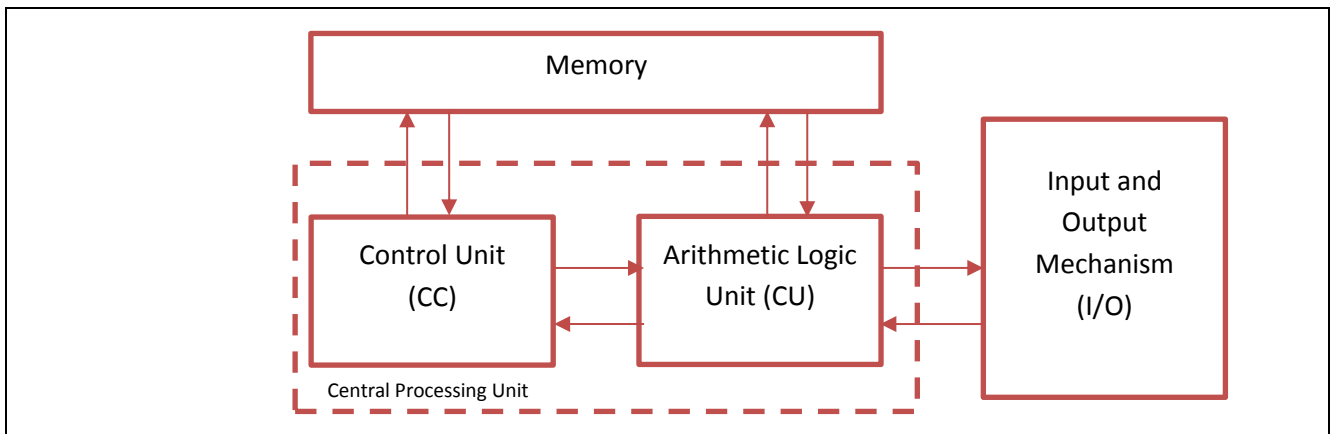 Memory
Control Unit
(CC)
Arithmetic Logic
Unit (CU)
Input and
Output
Mechanism
(I/O)
Central Processing Unit